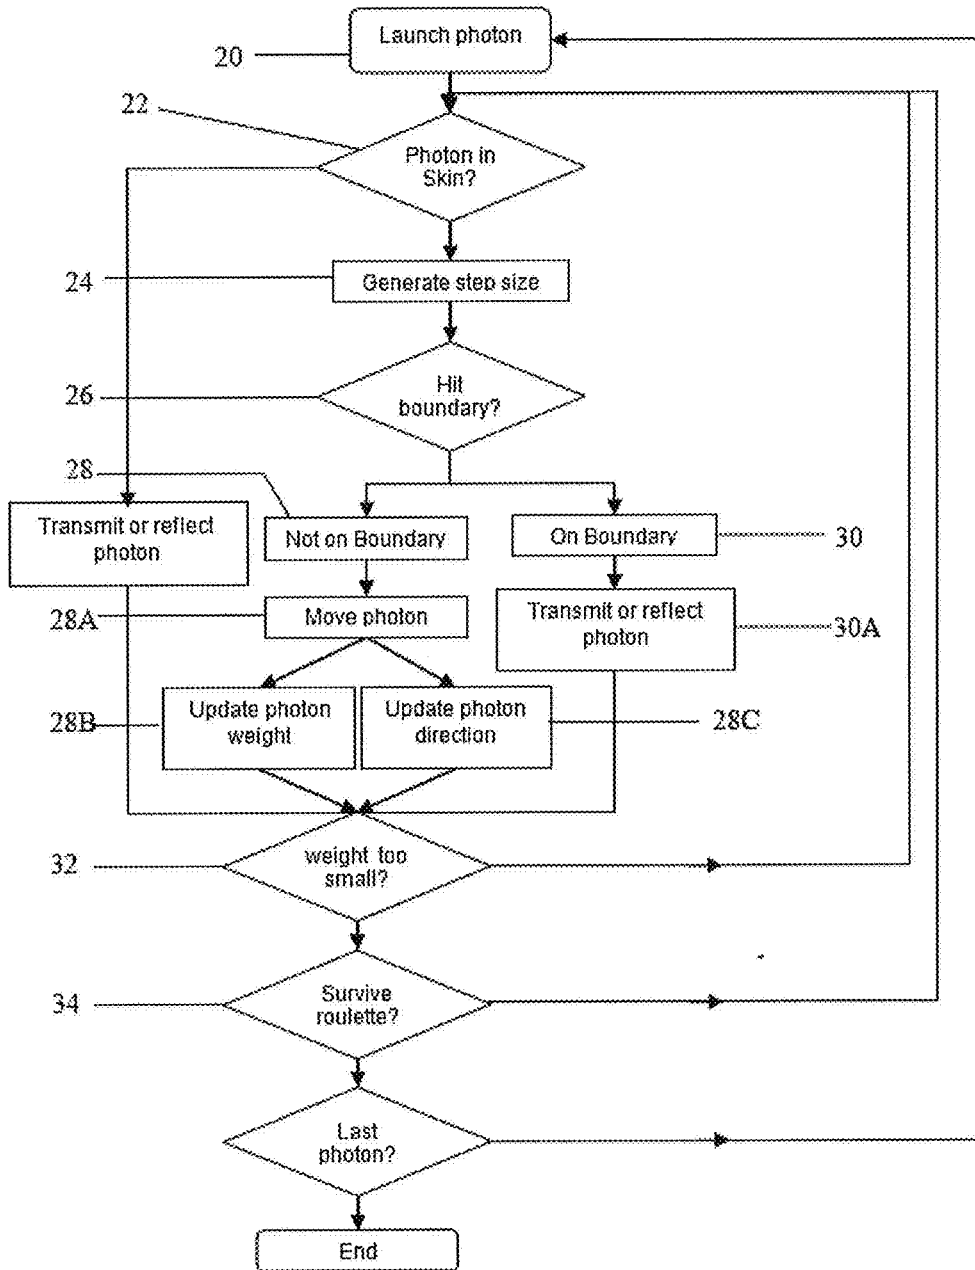 Launch photon
20
22
Photon in
Skin?
24
Generate step size
26
Hit
boundary?
28
Transmit or reflect
photon
Not on Boundary
On Boundary
30
28A
Move photon
Transmit or reflect
photon
30A
28B
Update photon
weight
Update photon
direction
28C
32
weight too
small?
34
Survive
roulette?
Last
photon?
End